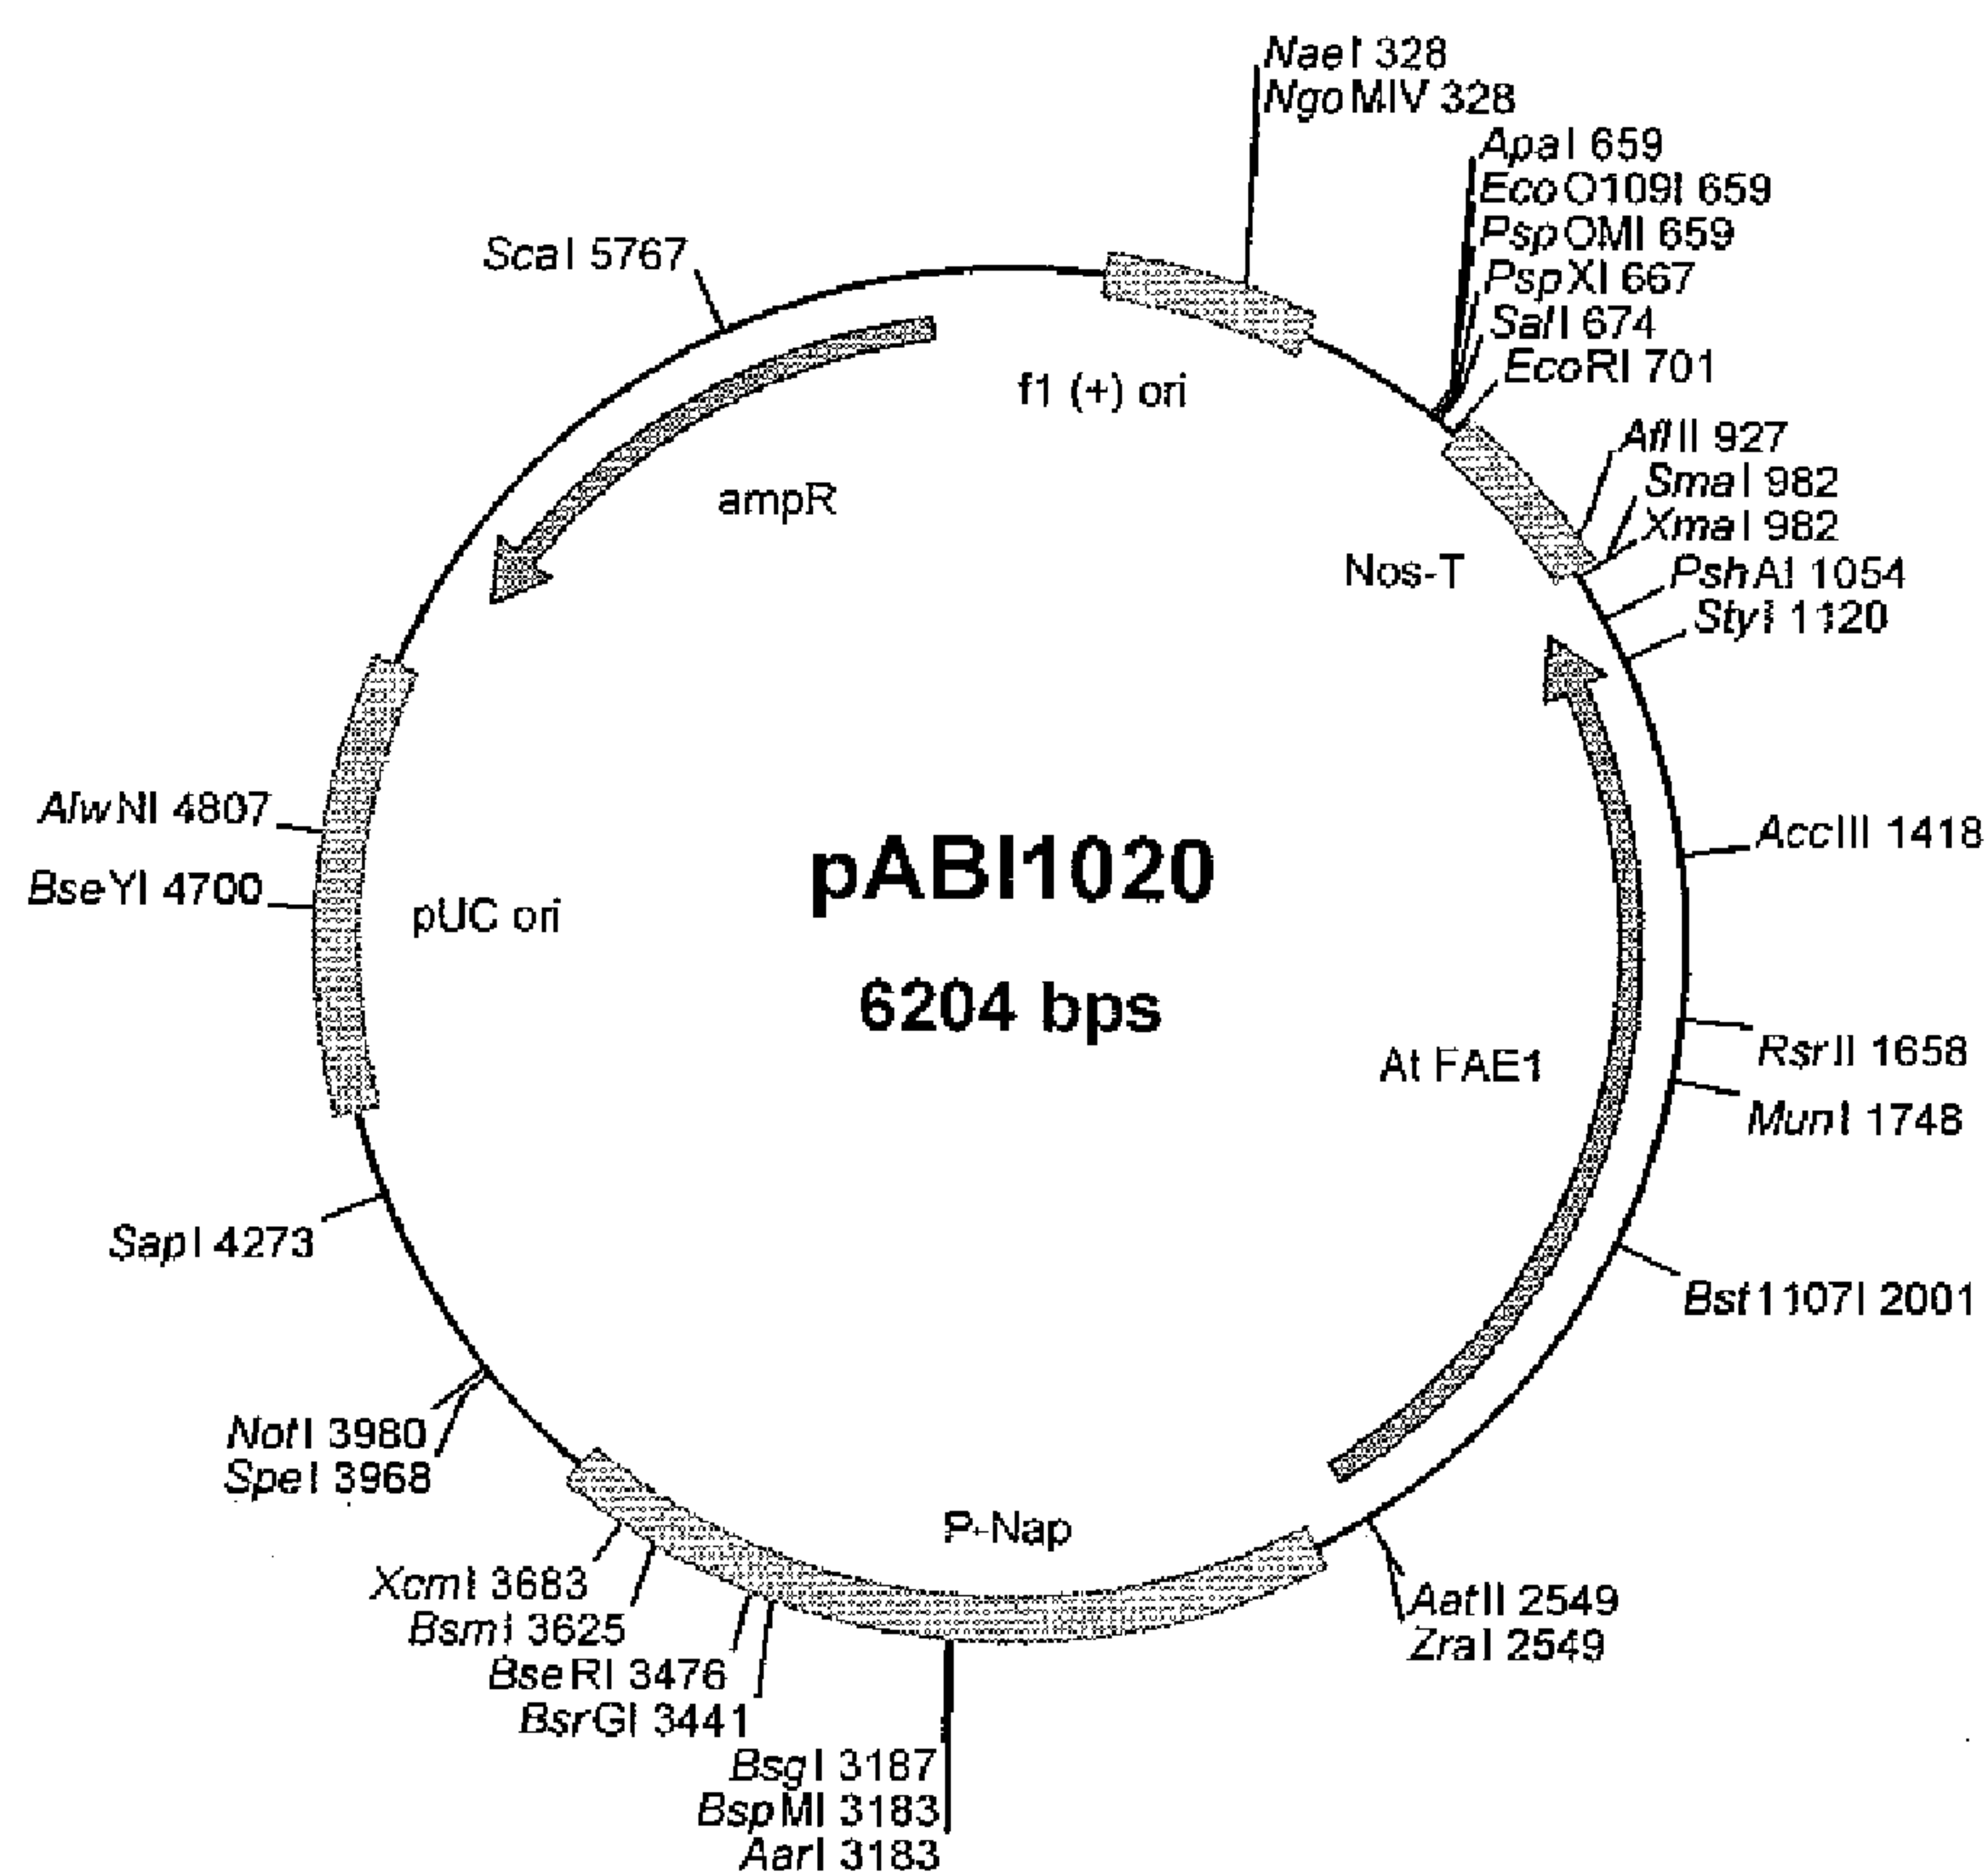 NaeI 328
NgoMIV 328
ApaI 659
EcoO109I 659
PspOMI 659
PspXI 667
SalI 674
EcoRI 701
ScaI 5767
f1 (+) ori
AflII 927
SmaI 982
XmaI 982
PshAI 1054
StyI 1120
ampR
Nos-T
AlwNI 4807
BseYI 4700
pUC ori
pABI1020
6204 bps
AccIII 1418
At FAE1
RsrII 1658
MunI 1748
SapI 4273
Bst1107I 2001
NotI 3980
SpeI 3968
P-Nap
XcmI 3683
BsmI 3625
BseRI 3476
BsrGI 3441
AatII 2549
ZraI 2549
BsgI 3187
BspMI 3183
AarI 3183